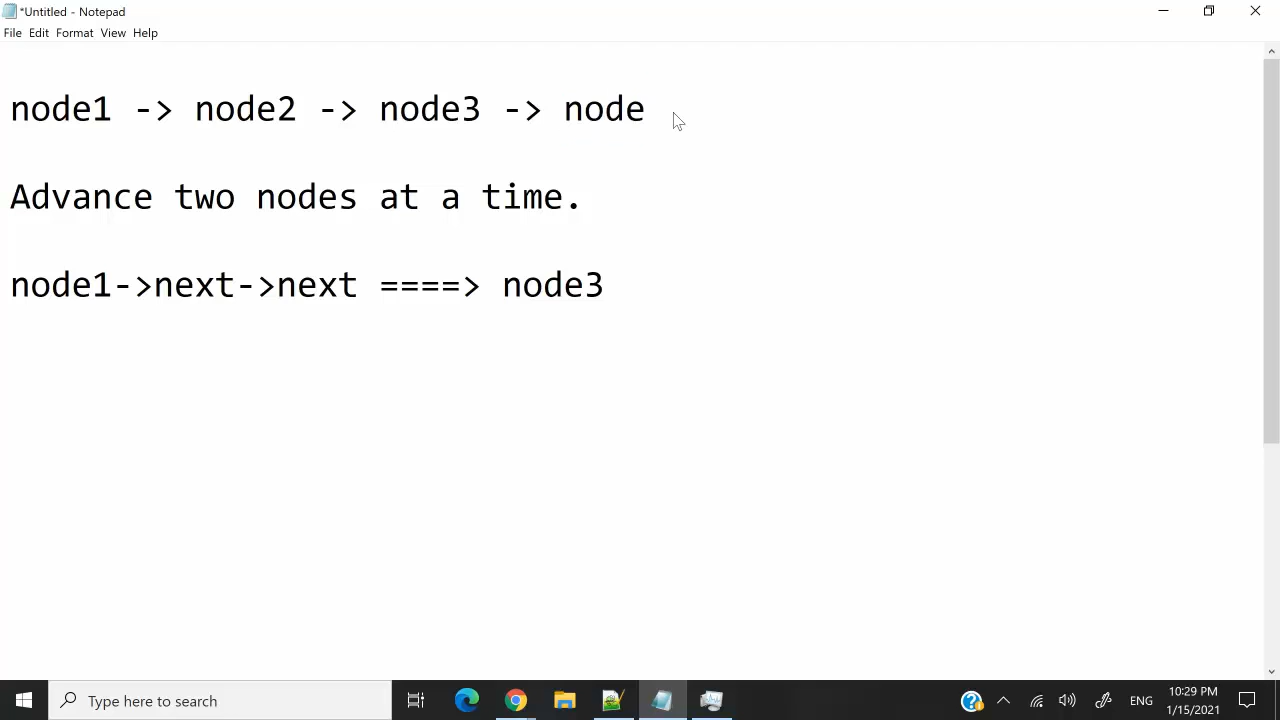 *Untitled - Notepad
File Edit Format View Help
node1 -> node2 -> node3 -> node
Advance two nodes at a time.
node1->next->next ====> node3
Type here to search
ENG
10:29 PM
1/15/2021